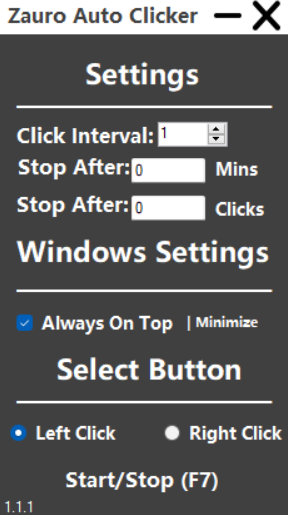 Zauro Auto Clicker
Settings
Click Interval: 1
Stop After: 0 Mins
Stop After: 0 Clicks
Windows Settings
Always On Top | Minimize
Select Button
Left Click Right Click
Start/Stop (F7)
1.1.1